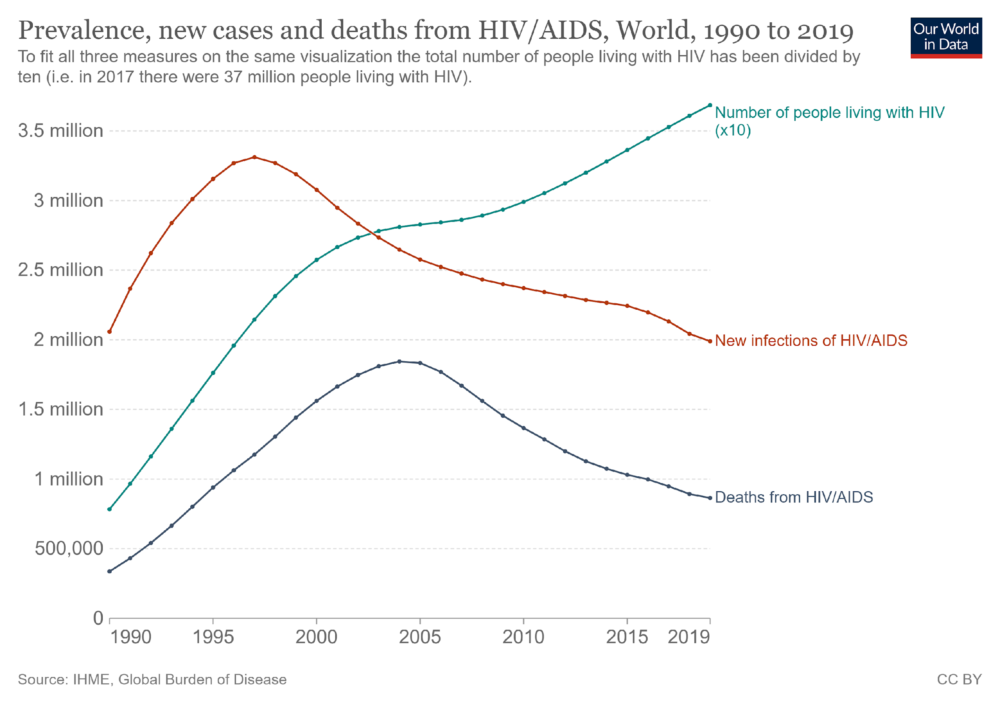 Prevalence, new cases and deaths from HIV/AIDS, World, 1990 to 2019
Our World
in Data
To fit all three measures on the same visualization the total number of people living with HIV has been divided by
ten (i.e. in 2017 there were 37 million people living with HIV).
Number of people living with HIV
(x10)
3.5 million
3 million
2.5 million
2 million
New infections of HIV/AIDS
1.5 million
1 million
Deaths from HIV/AIDS
500,000
0
1990 1995 2000 2005 2010 2015 2019
Source: IHME, Global Burden of Disease
CC BY